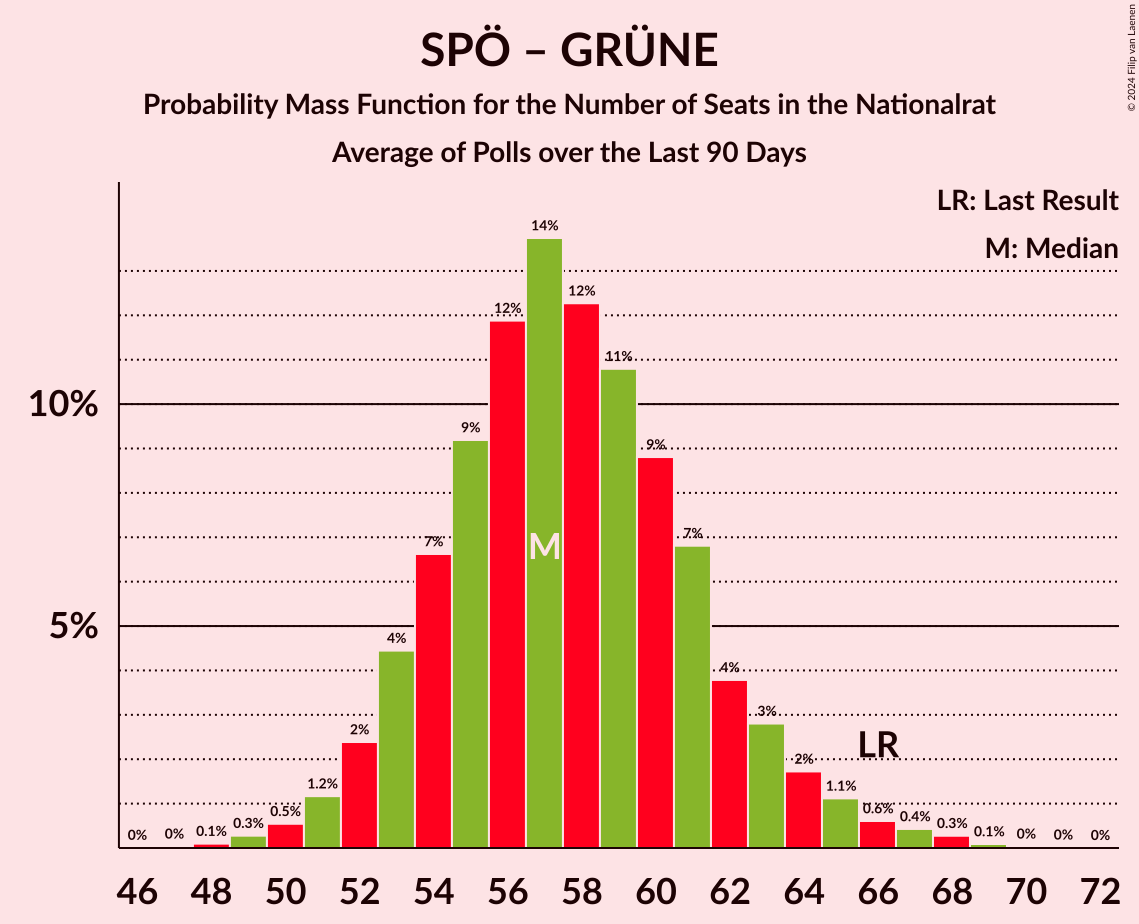 SPÖ – GRÜNE
Probability Mass Function for the Number of Seats in the Nationalrat
Average of Polls over the Last 90 Days
© 2024 Filip van Laenen
LR: Last Result
M: Median
14%
12% 12%
11%
10%
9% 9%
7% 7%
M
5%
4% 4%
3%
LR
2% 2%
1.2% 1.1%
0% 0% 0.1% 0.3% 0.5% 0.6% 0.4% 0.3% 0.1% 0% 0% 0%
46 48 50 52 54 56 58 60 62 64 66 68 70 72